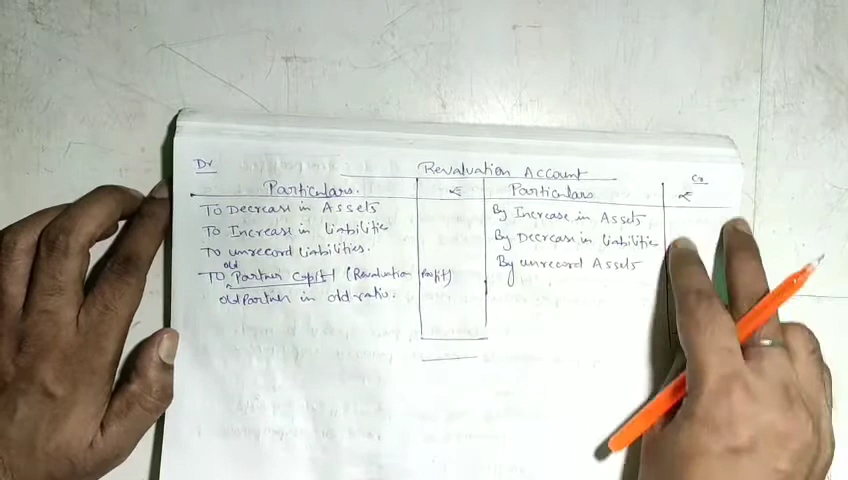 Dr Revaluation Account Cr
Particulars. ₹ Particulars ₹
To Decrease in Assets
To Increase in liabilities
To unrecord liabilities.
old
To Partner Capital (Revaluation Profit)
old Partner in old-ratio.
By Increase in Assets
By Decrease in liabilities
By unrecord Assets